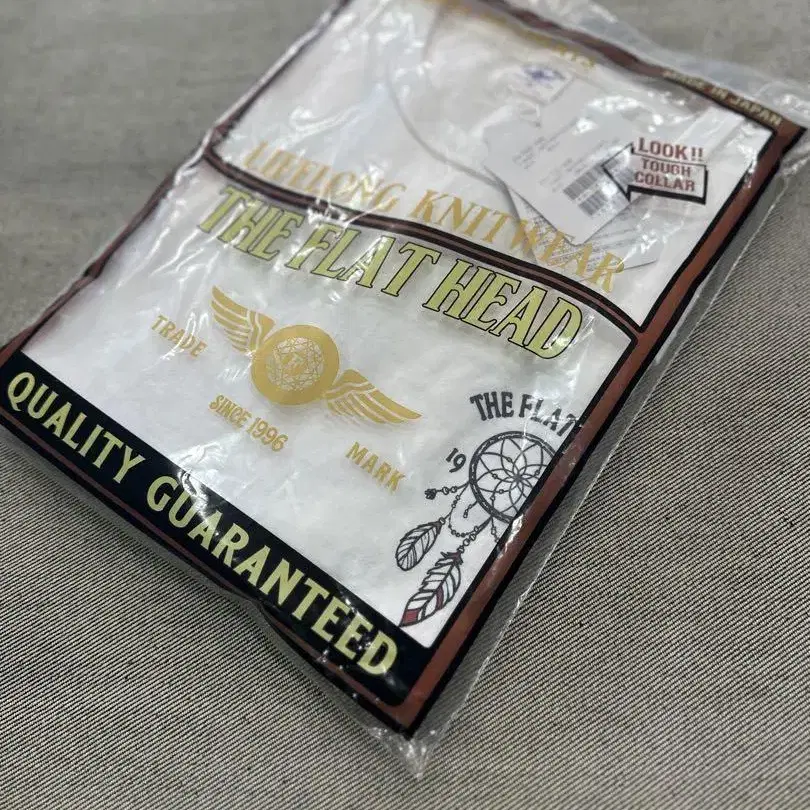 MADE IN JAPAN
LOOK!!
TOUGH
COLLAR
LIFELONG KNITWEAR
THE FLAT HEAD
TRADE
SINCE 1996
MARK
THE FLAT
19
QUALITY GUARANTEED